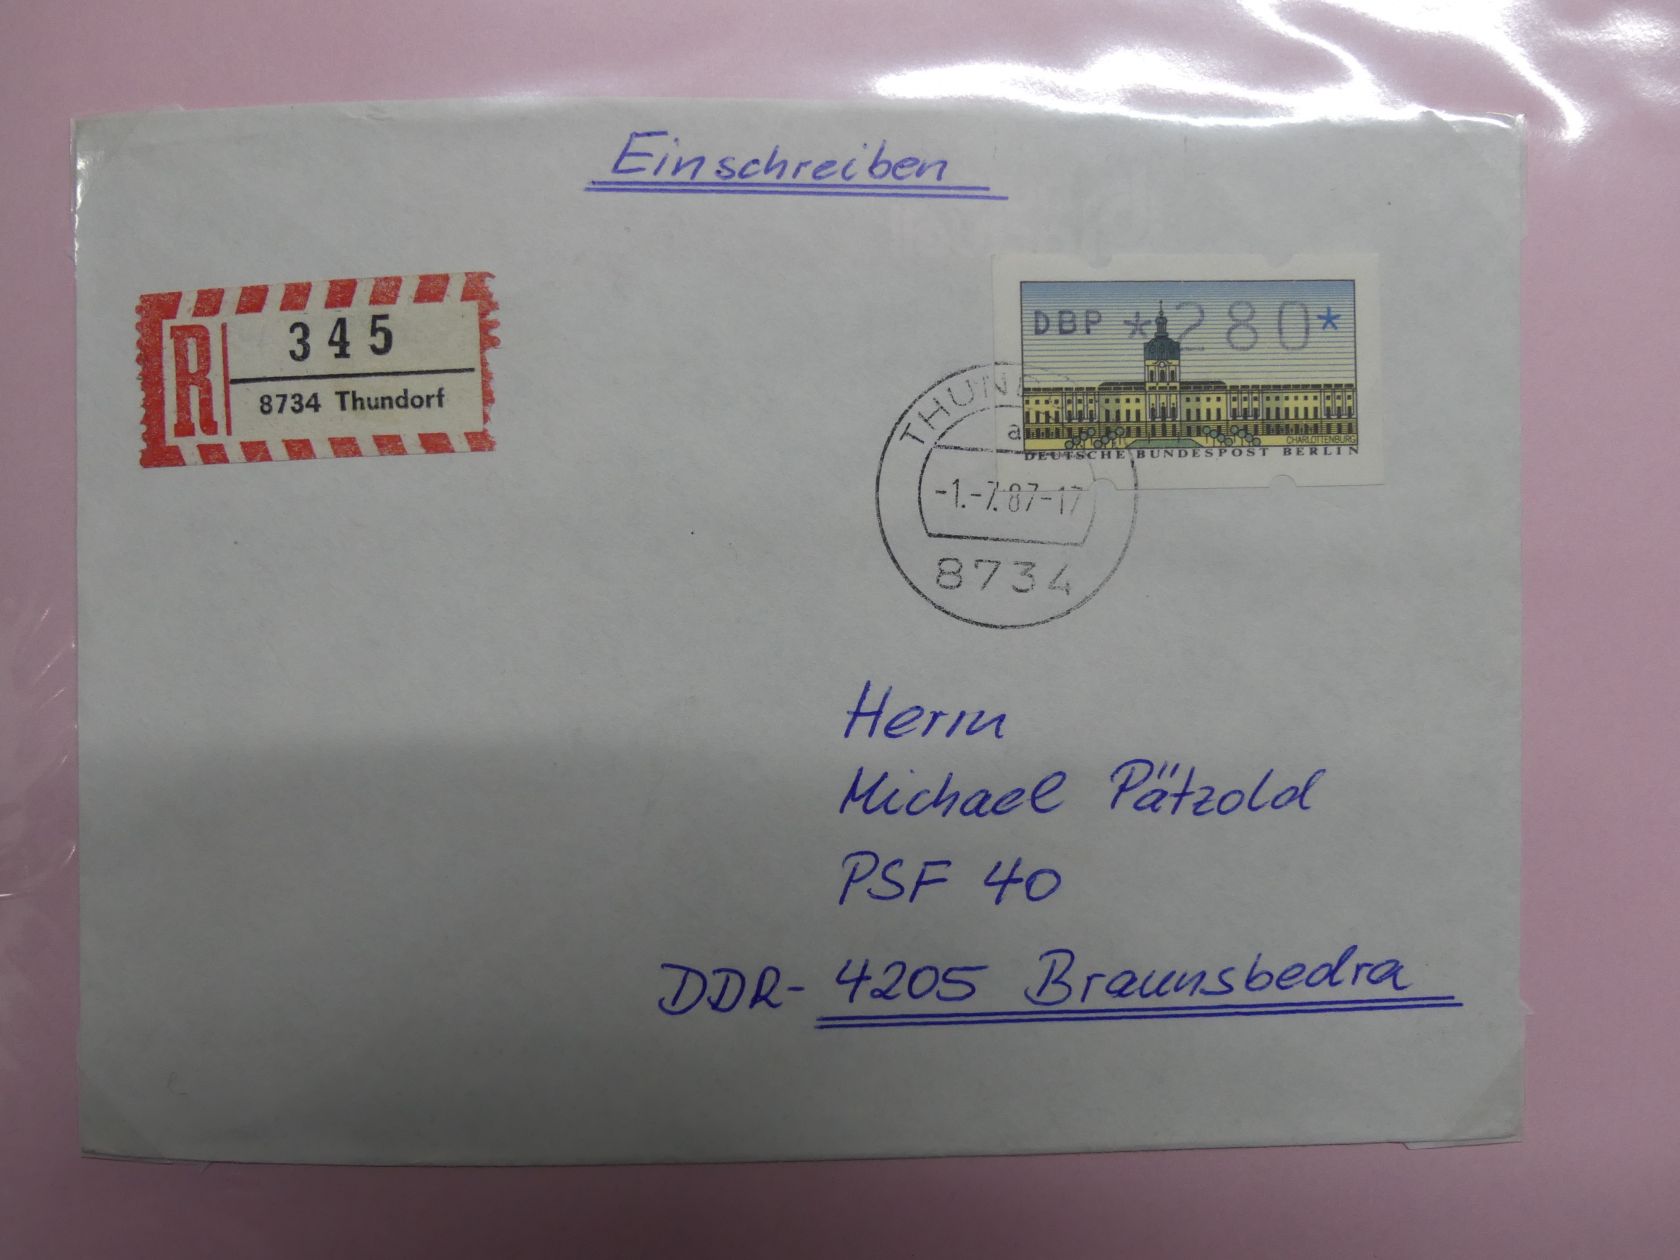 Einschreiben
R
345
8734 Thundorf
DBP *280*
CHARLOTTENBURG
DEUTSCHE BUNDESPOST BERLIN
a
-1.-7.87-17
8734
Herrn
Michael Pätzold
PSF 40
DDR- 4205 Braunsbedra